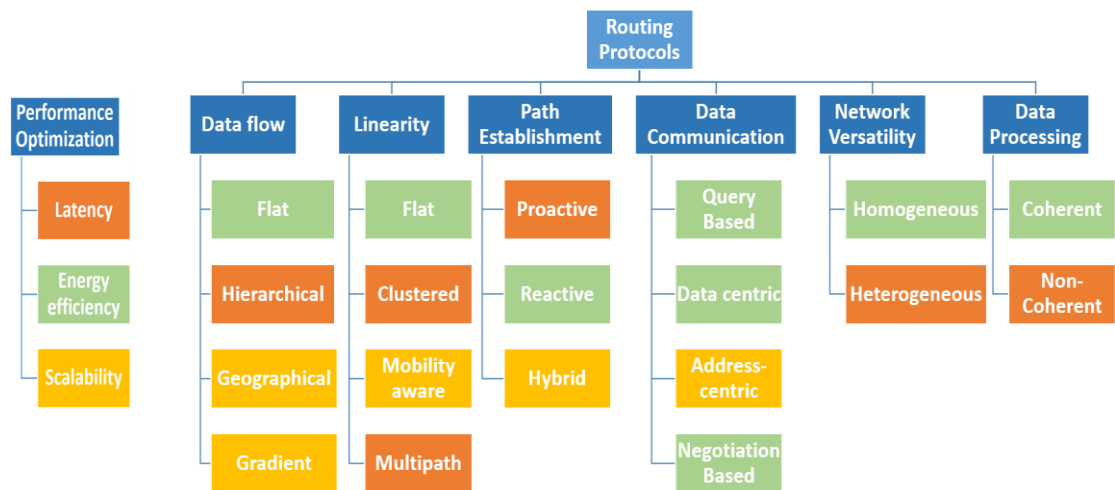 Routing
Protocols
Performance
Optimization
Data flow
Linearity
Path
Establishment
Data
Communication
Network
Versatility
Data
Processing
Latency
Flat
Flat
Proactive
Query
Based
Homogeneous
Coherent
Energy
efficiency
Hierarchical
Clustered
Reactive
Data centric
Heterogeneous
Non-
Coherent
Scalability
Geographical
Mobility
aware
Hybrid
Address-
centric
Gradient
Multipath
Negotiation
Based